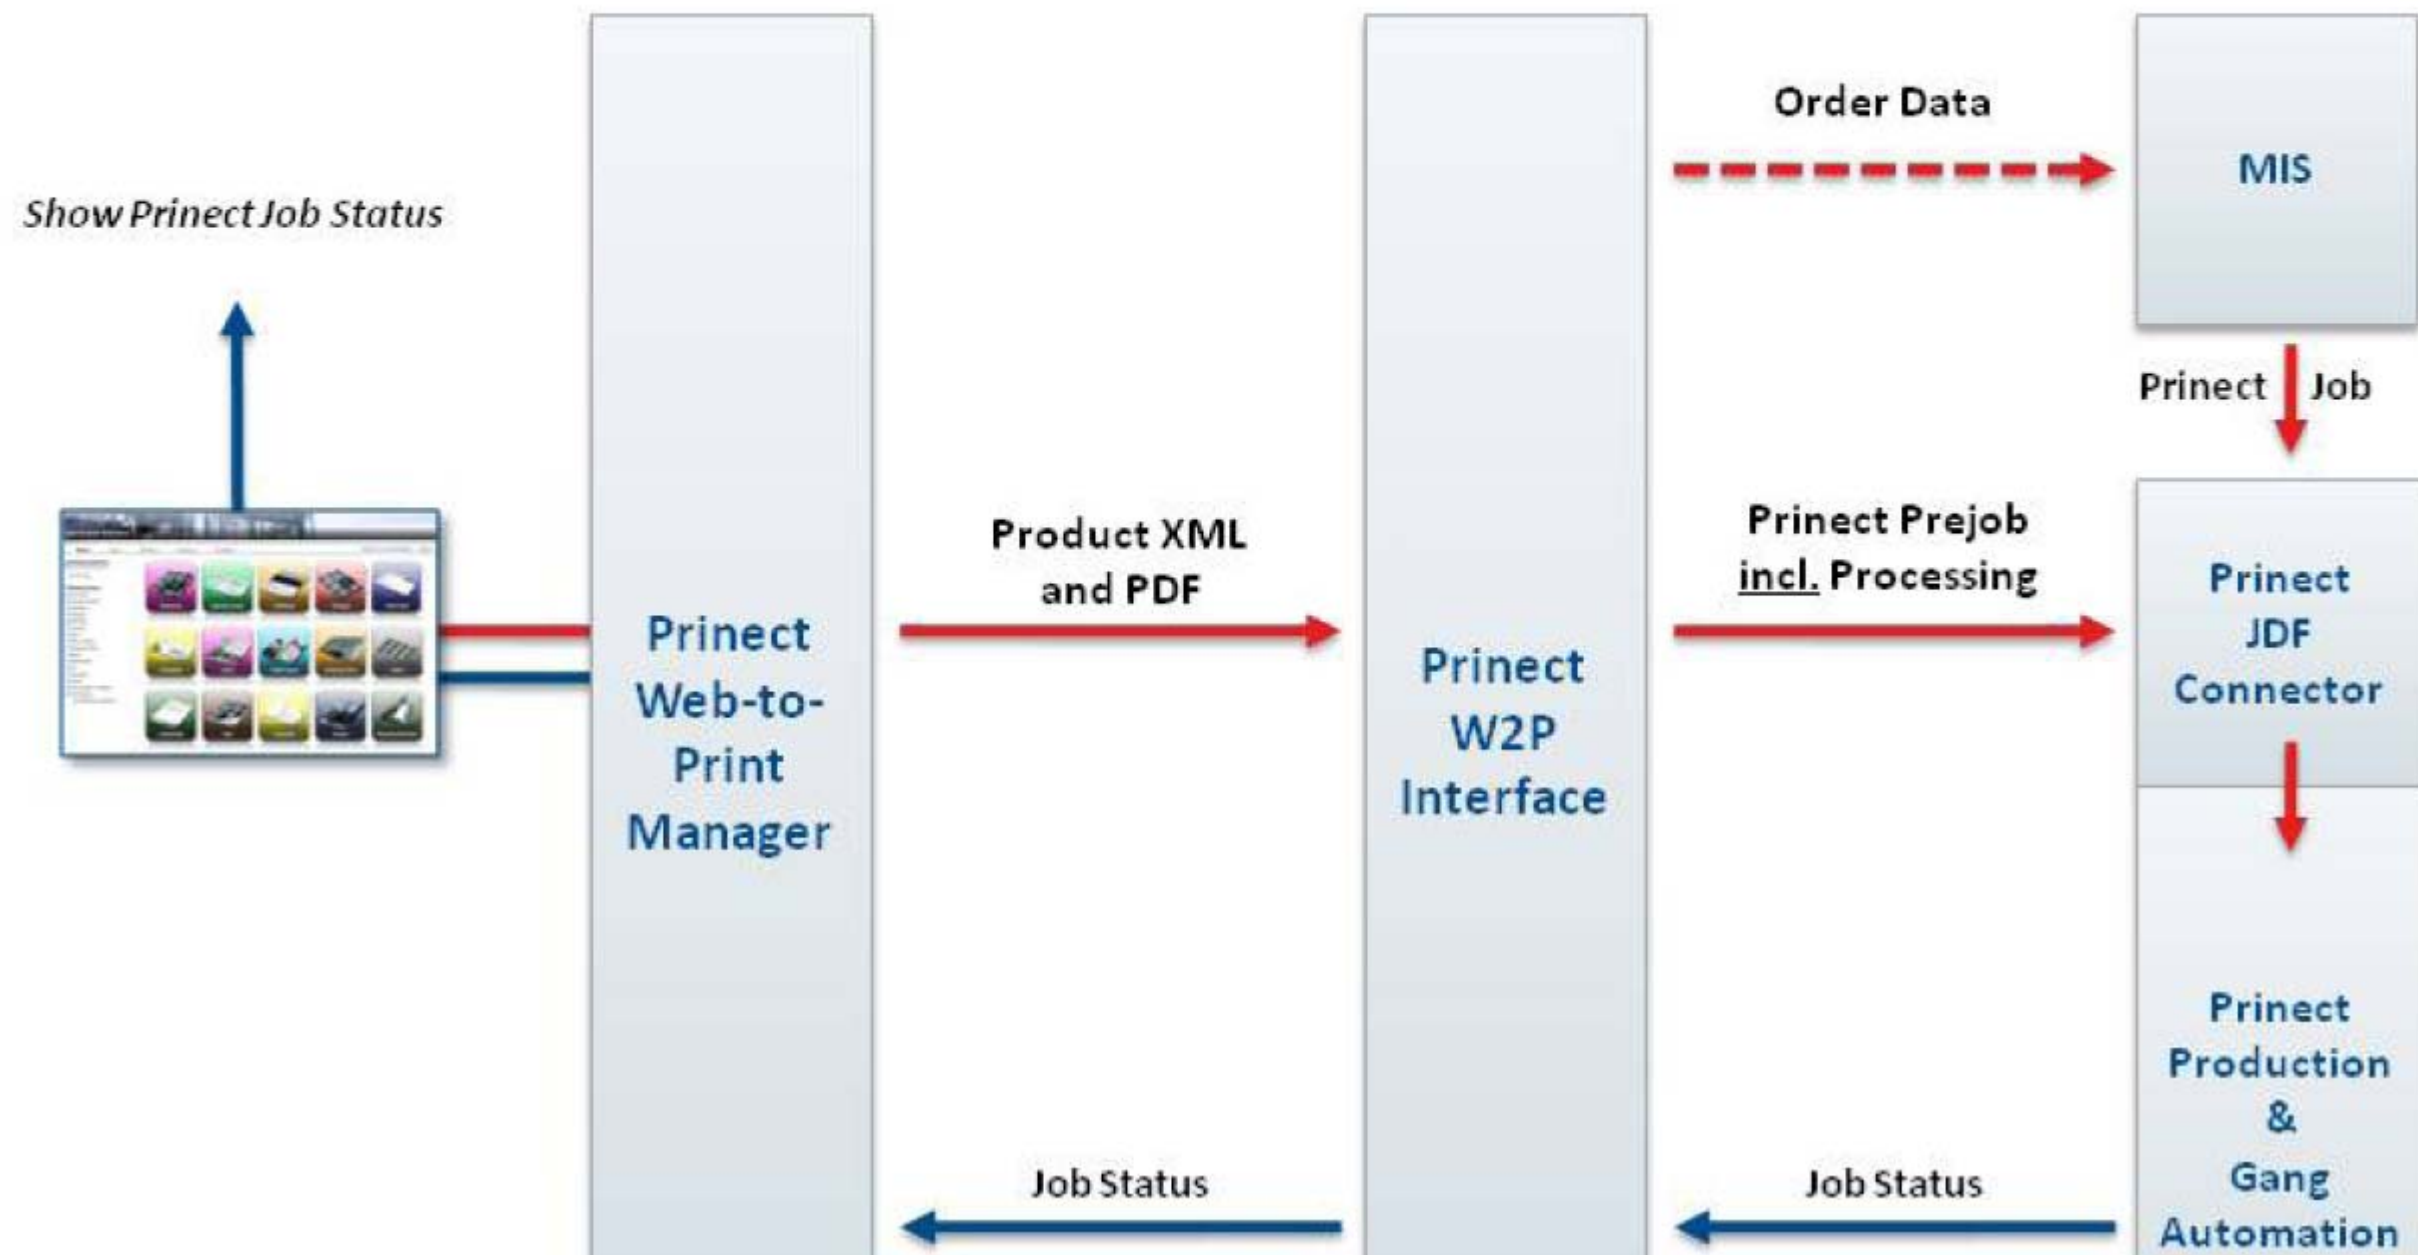 Order Data
MIS
Show Prinect Job Status
Prinect Job
Product XML
and PDF
Prinect Prejob
incl. Processing
Prinect
JDF
Connector
Prinect
Web-to-
Print
Manager
Prinect
W2P
Interface
Prinect
Production
&
Gang
Automation
Job Status
Job Status